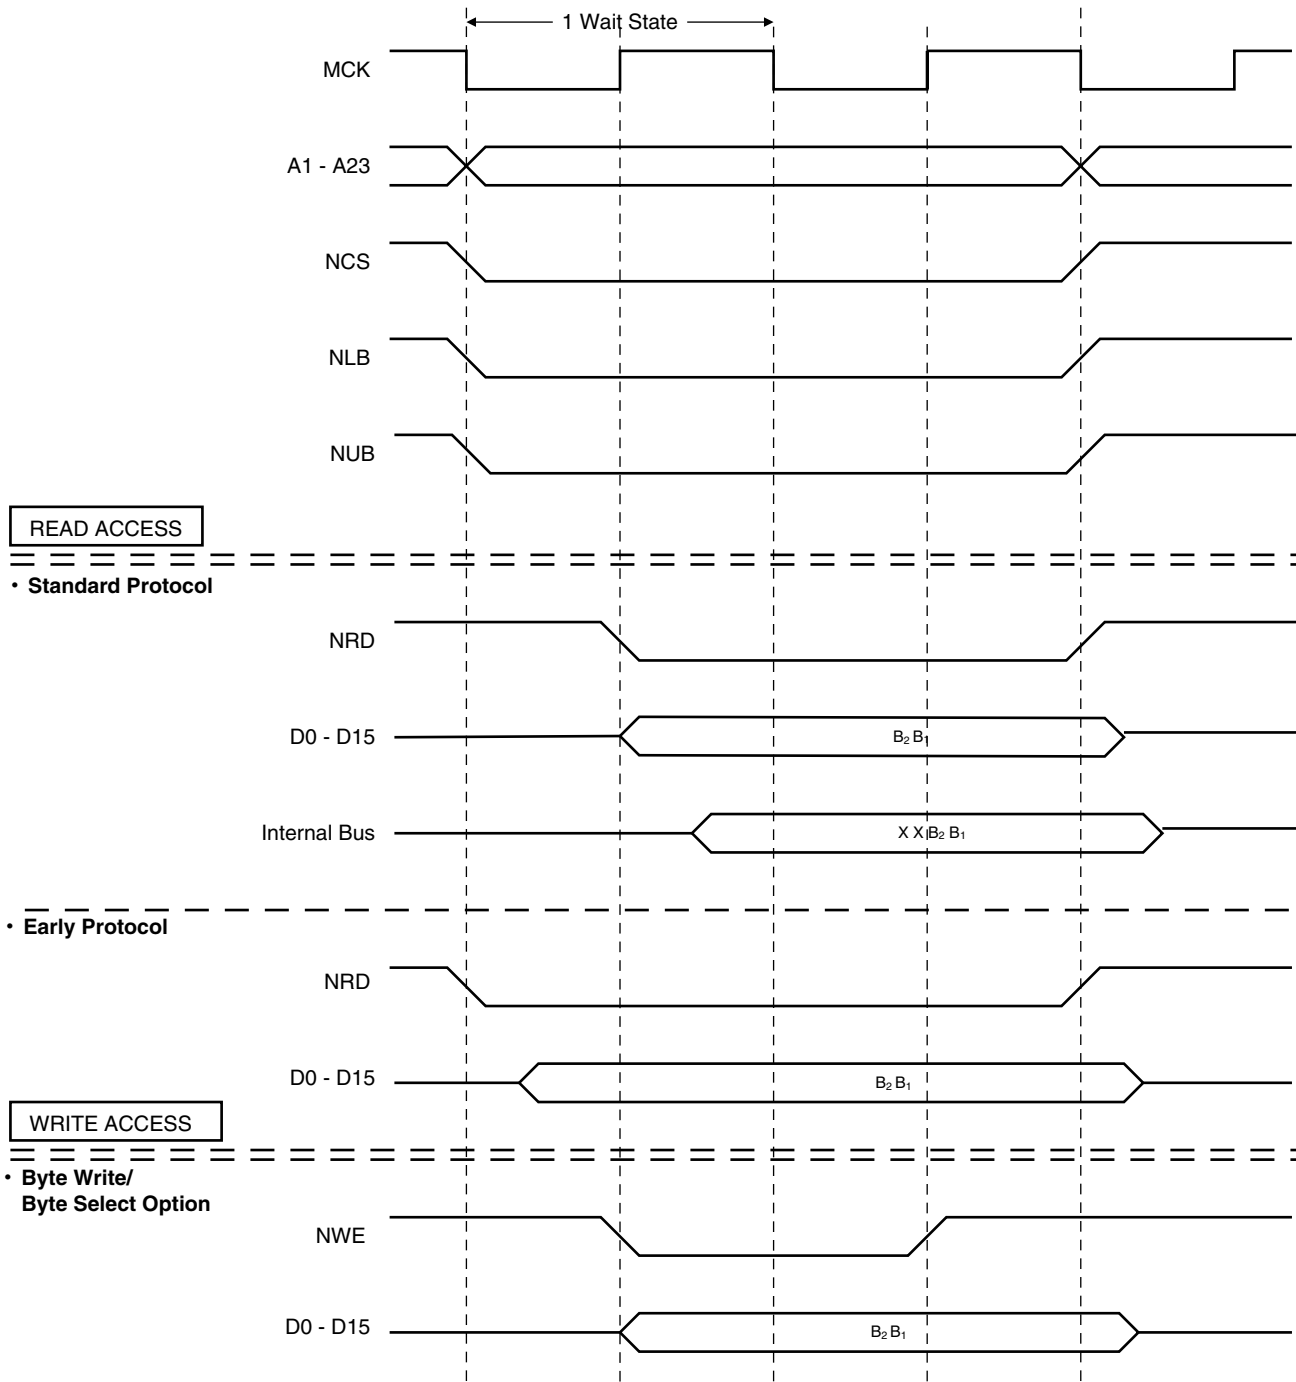 1 Wait State
MCK
A1 - A23
NCS
NLB
NUB
READ ACCESS
• Standard Protocol
NRD
D0 - D15
B2 B1
Internal Bus
X X B2 B1
• Early Protocol
NRD
D0 - D15
B2 B1
WRITE ACCESS
• Byte Write/
Byte Select Option
NWE
D0 - D15
B2 B1